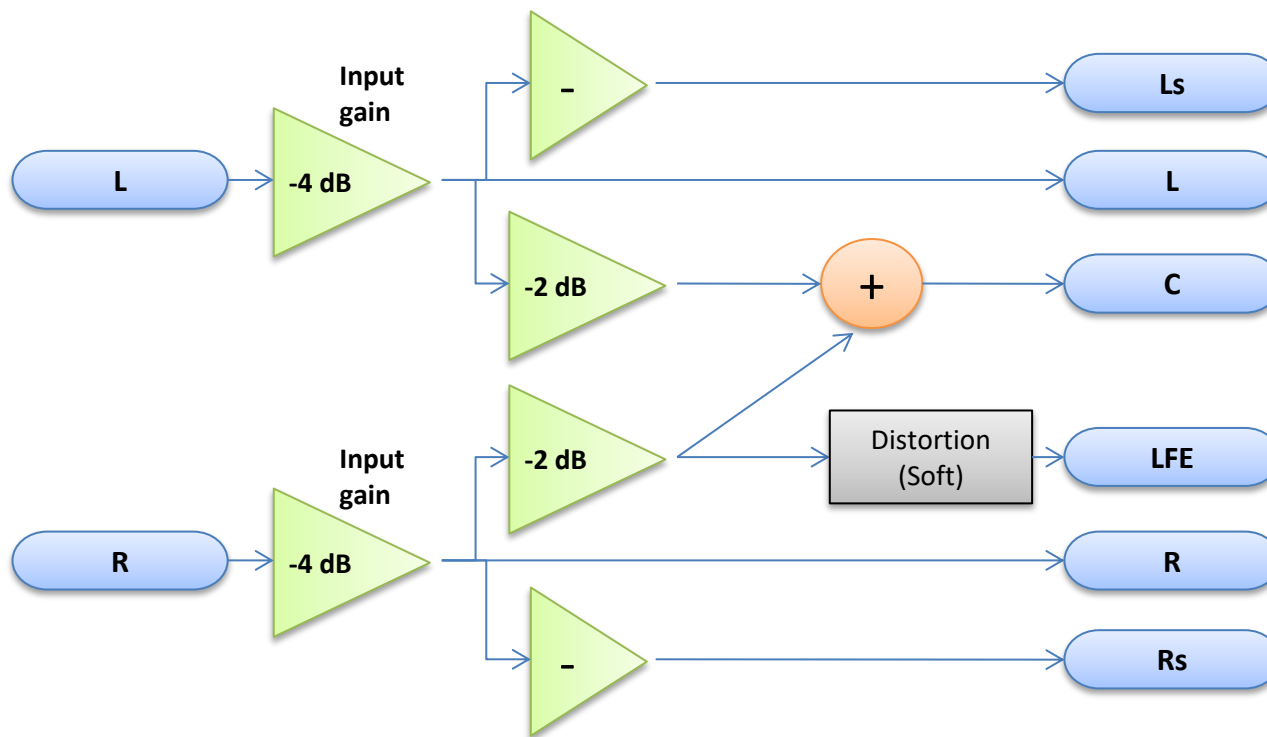 Input
gain
-
Ls
L
-4 dB
L
-2 dB
+
C
Input
gain
-2 dB
Distortion
(Soft)
LFE
R
-4 dB
R
-
Rs